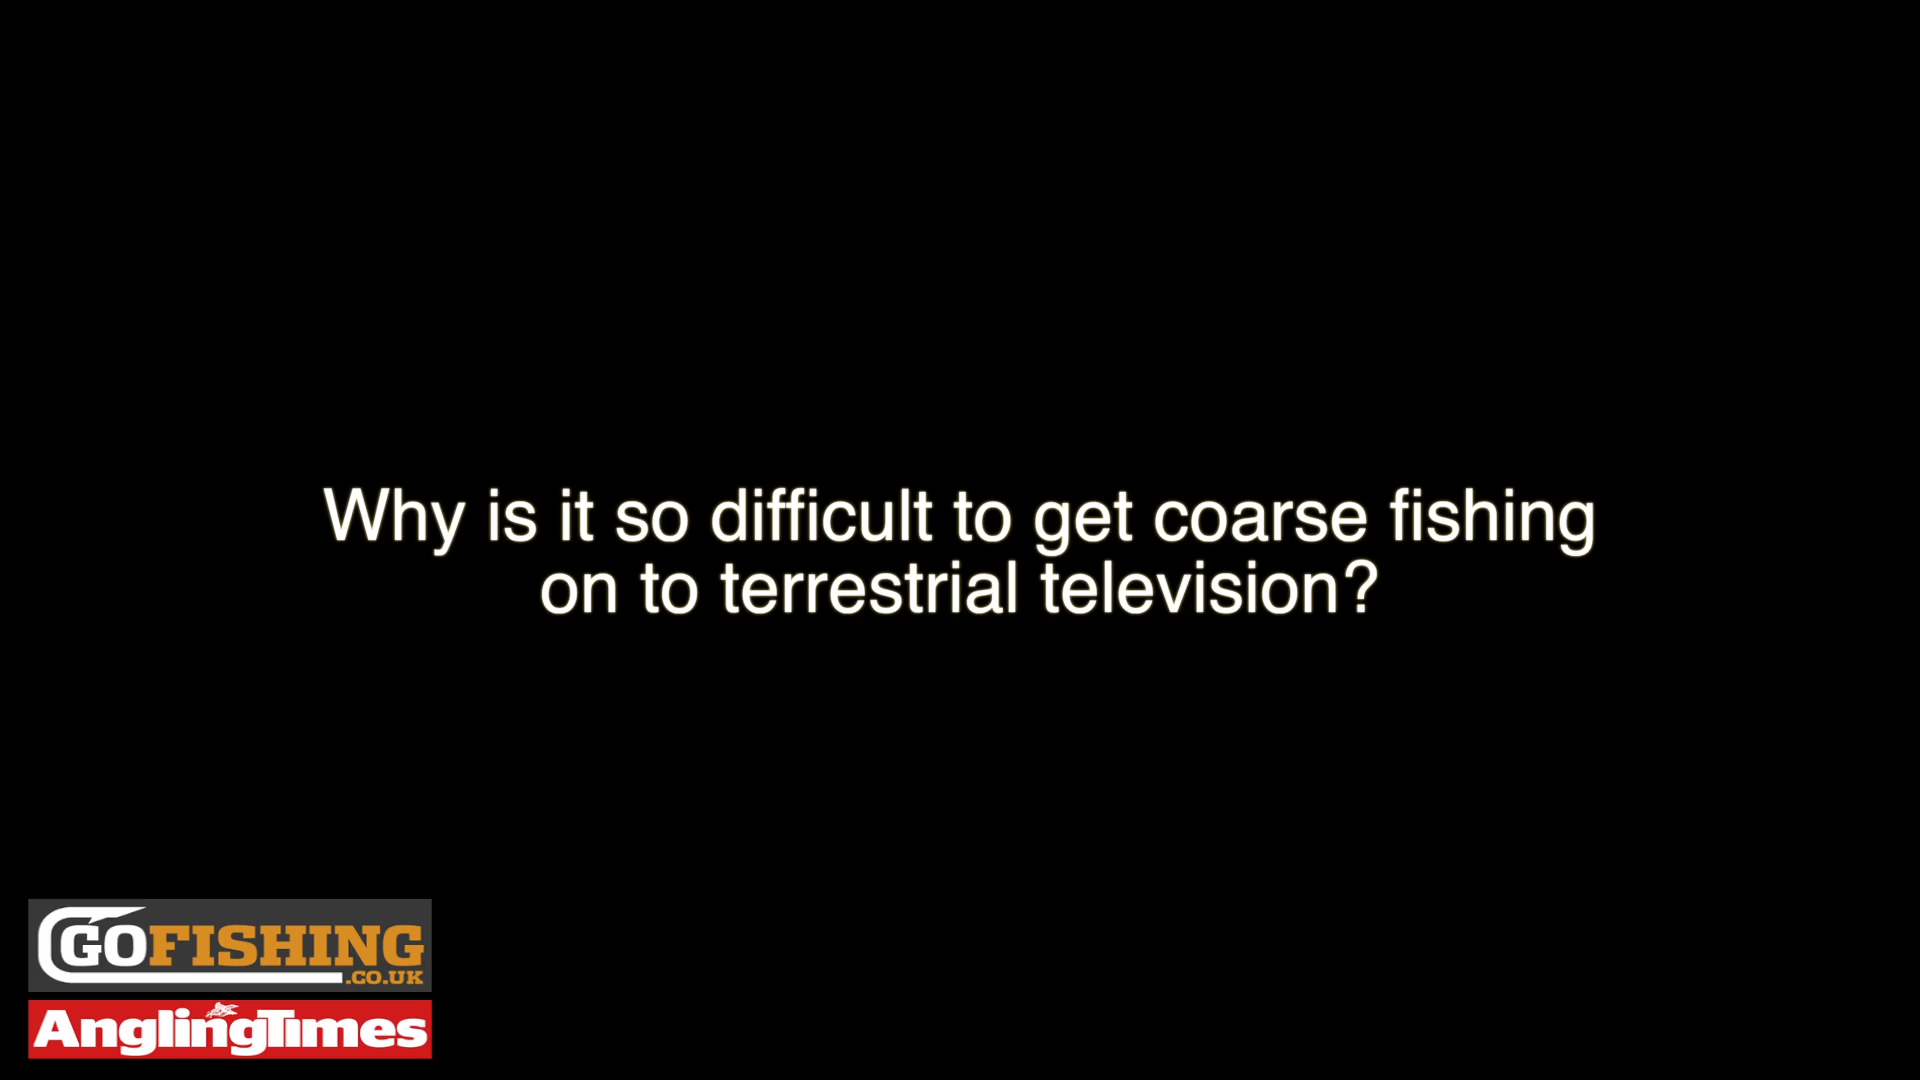 Why is it so difficult to get coarse fishing
on to terrestrial television?
GOFISHING
.CO.UK
AnglingTimes